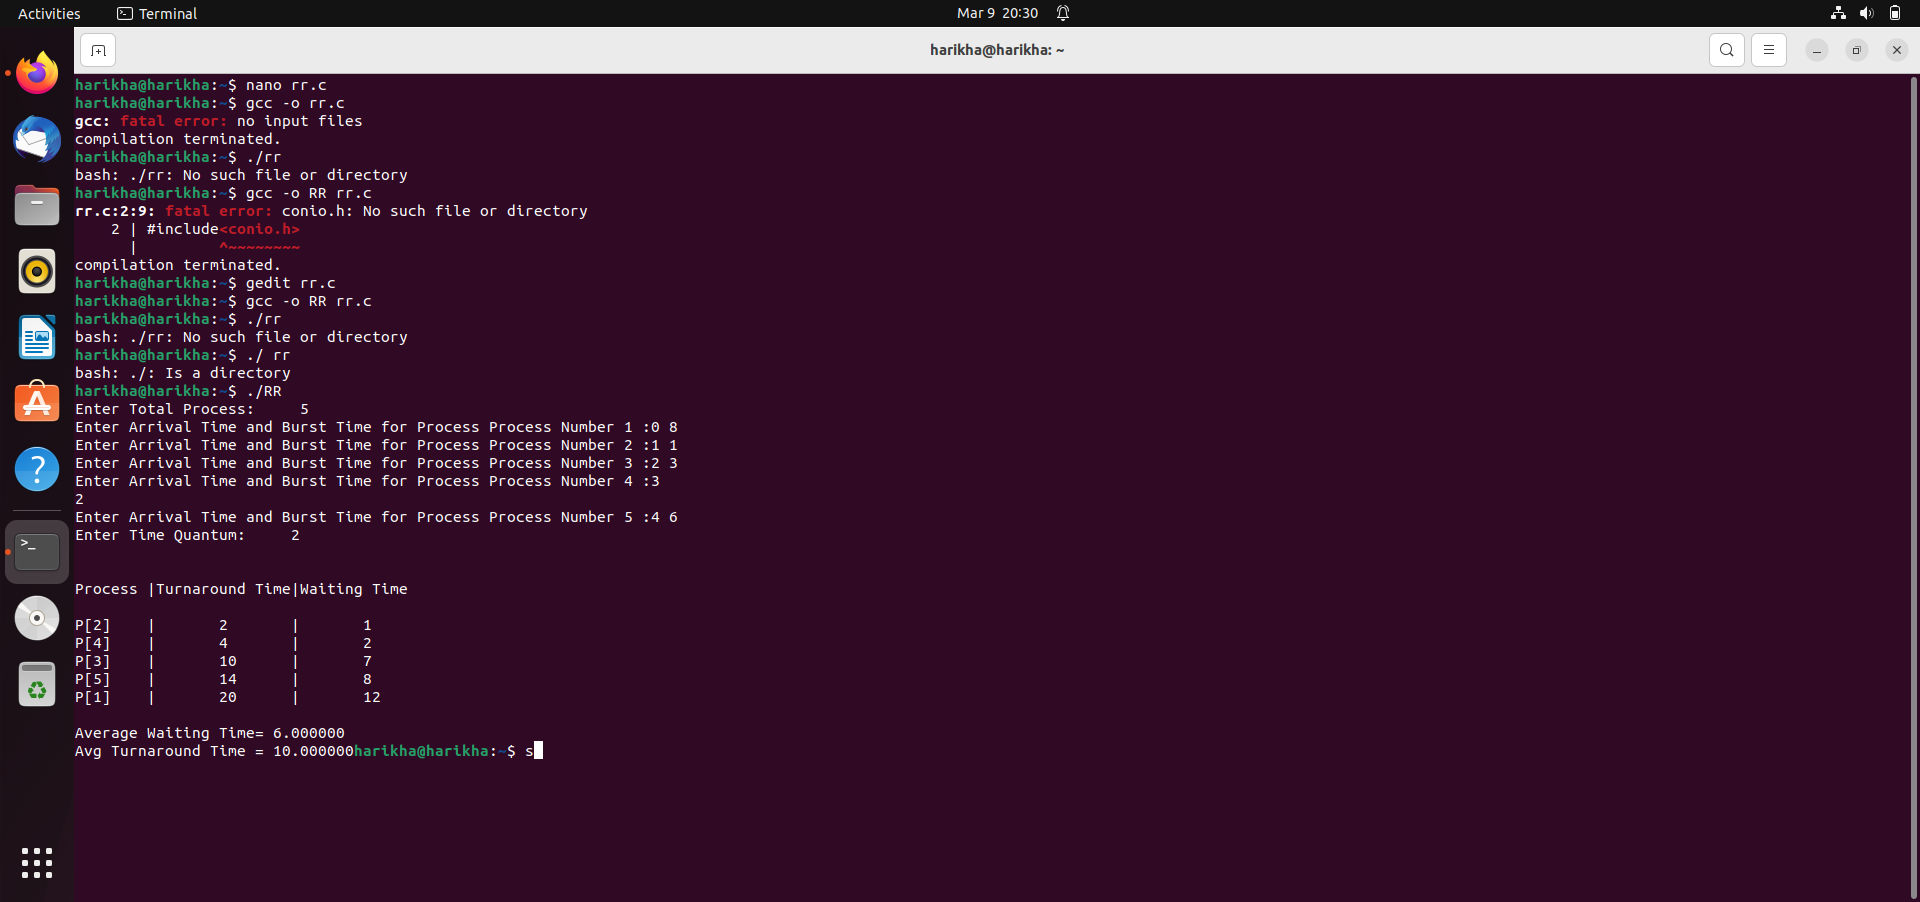 Activities
Terminal
Mar 9 20:30
harikha@harikha: ~
harikha@harikha:~$ nano rr.c
harikha@harikha:~$ gcc -o rr.c
gcc: fatal error: no input files
compilation terminated.
harikha@harikha:~$ ./rr
bash: ./rr: No such file or directory
harikha@harikha:~$ gcc -o RR rr.c
rr.c:2:9: fatal error: conio.h: No such file or directory
    2 | #include<conio.h>
      |         ^~~~~~~~~
compilation terminated.
harikha@harikha:~$ gedit rr.c
harikha@harikha:~$ gcc -o RR rr.c
harikha@harikha:~$ ./rr
bash: ./rr: No such file or directory
harikha@harikha:~$ ./ rr
bash: ./: Is a directory
harikha@harikha:~$ ./RR
Enter Total Process:     5
Enter Arrival Time and Burst Time for Process Process Number 1 :0 8
Enter Arrival Time and Burst Time for Process Process Number 2 :1 1
Enter Arrival Time and Burst Time for Process Process Number 3 :2 3
Enter Arrival Time and Burst Time for Process Process Number 4 :3
2
Enter Arrival Time and Burst Time for Process Process Number 5 :4 6
Enter Time Quantum:     2
Process |Turnaround Time|Waiting Time
P[2]    |       2       |       1
P[4]    |       4       |       2
P[3]    |       10      |       7
P[5]    |       14      |       8
P[1]    |       20      |       12
Average Waiting Time= 6.000000
Avg Turnaround Time = 10.000000harikha@harikha:~$ s